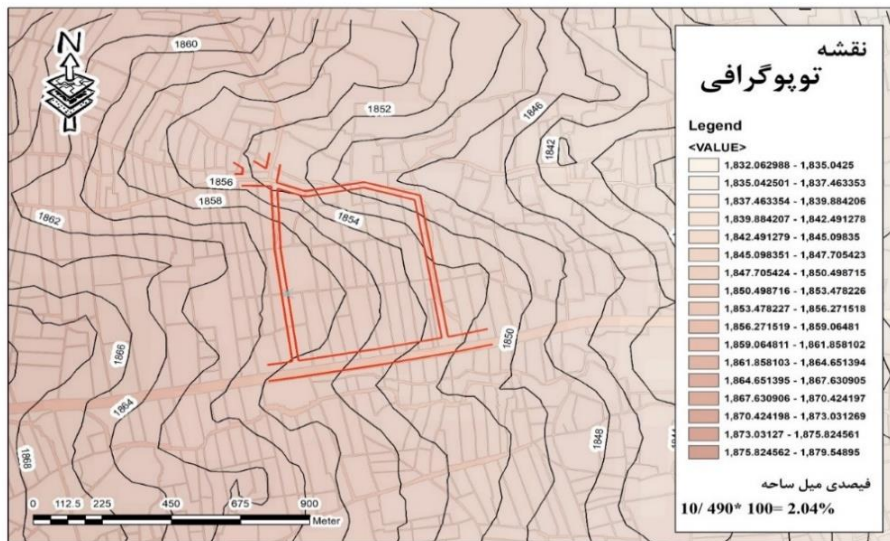 N
1860
1852
1846
1842
1856
1858
1854
1862
1850
1866
1864
1848
1868
0 112.5 225 450 675 900
Meter
نقشه
توپوگرافی
Legend
<VALUE>
1,832.062988 - 1,835.0425
1,835.042501 - 1,837.463353
1,837.463354 - 1,839.884206
1,839.884207 - 1,842.491278
1,842.491279 - 1,845.09835
1,845.098351 - 1,847.705423
1,847.705424 - 1,850.498715
1,850.498716 - 1,853.478226
1,853.478227 - 1,856.271518
1,856.271519 - 1,859.06481
1,859.064811 - 1,861.858102
1,861.858103 - 1,864.651394
1,864.651395 - 1,867.630905
1,867.630906 - 1,870.424197
1,870.424198 - 1,873.031269
1,873.03127 - 1,875.824561
1,875.824562 - 1,879.54895
فیصدی میل ساحه
10/ 490* 100= 2.04%